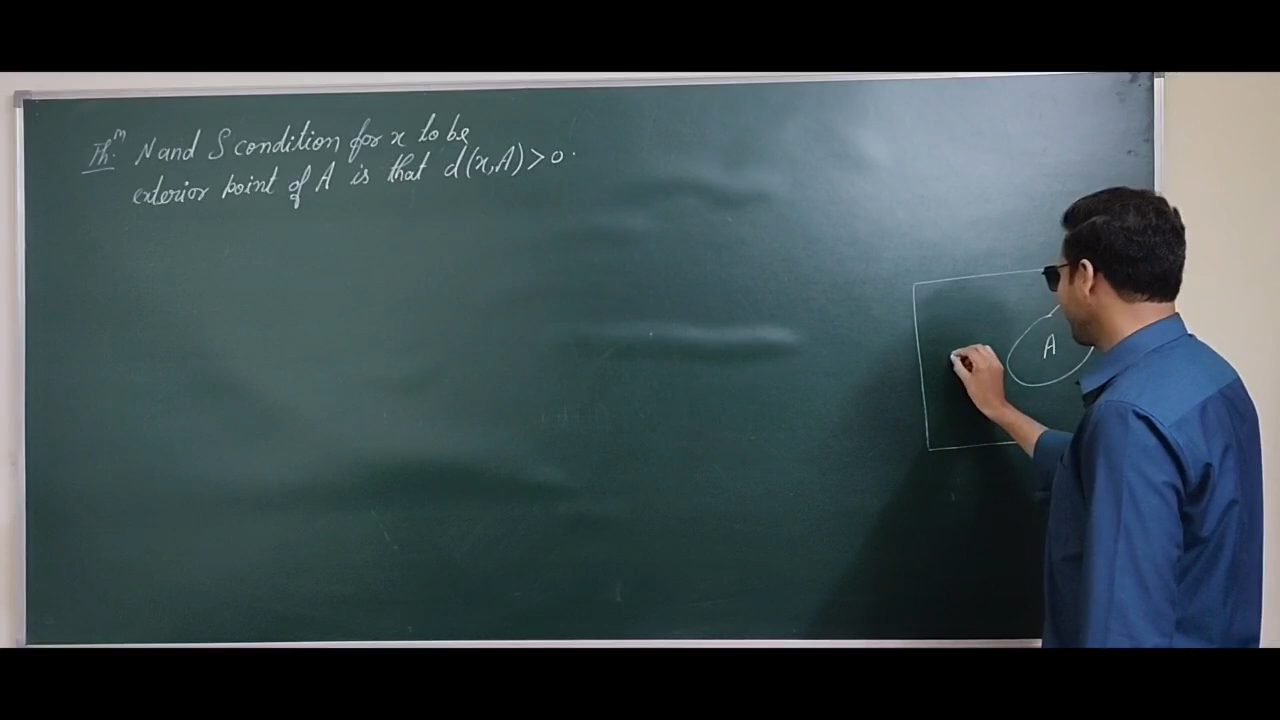 Th.ᵐ N and S condition for x to be
exterior point of A is that d(x,A)>0.
A